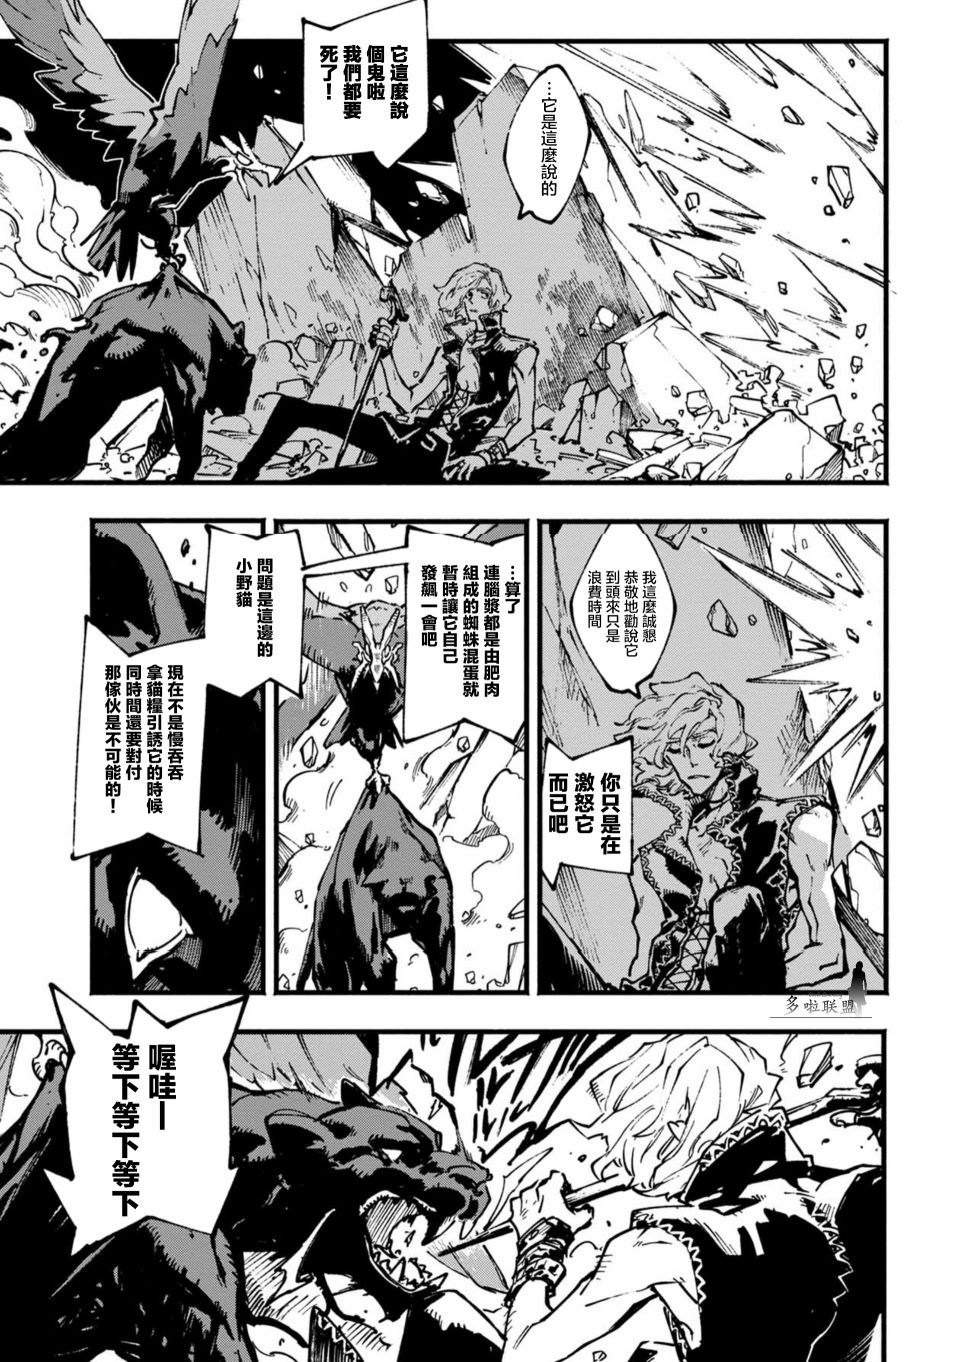 …它是這麼說的
它這麼說
個鬼啦
我們都要
死了！
我這麼誠懇
恭敬地勸說它
到頭來只是
浪費時間
你只是在
激怒它
而已吧
…算了
連腦漿都是由肥肉
組成的蜘蛛混蛋就
暫時讓它自己
發飆一會吧
問題是這邊的
小野貓
現在不是慢吞吞
拿貓糧引誘它的時候
同時間還要對付
那傢伙是不可能的！
喔哇—
等下等下等下
多啦联盟